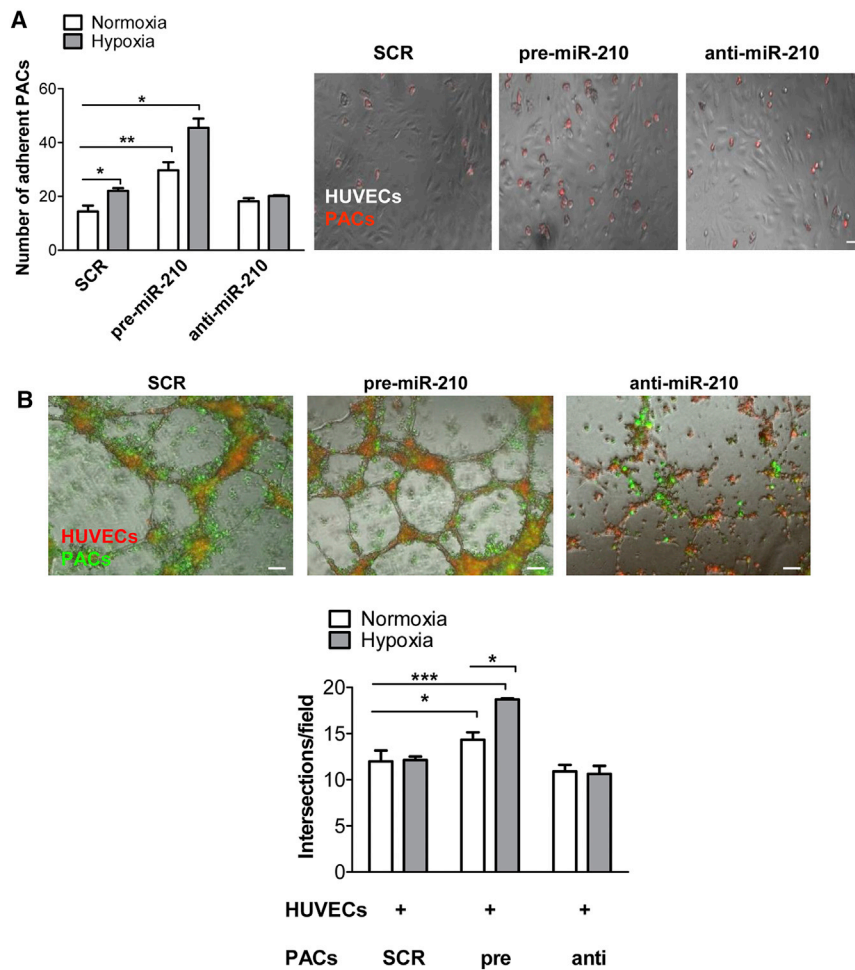 A
Normoxia
Hypoxia
Number of adherent PACs
60
40
20
0
*
**
*
SCR
pre-miR-210
anti-miR-210
SCR
pre-miR-210
anti-miR-210
HUVECs
PACs
B
SCR
pre-miR-210
anti-miR-210
HUVECs
PACs
Normoxia
Hypoxia
Intersections/field
20
15
10
5
0
*
***
*
HUVECs + + +
PACs SCR pre anti